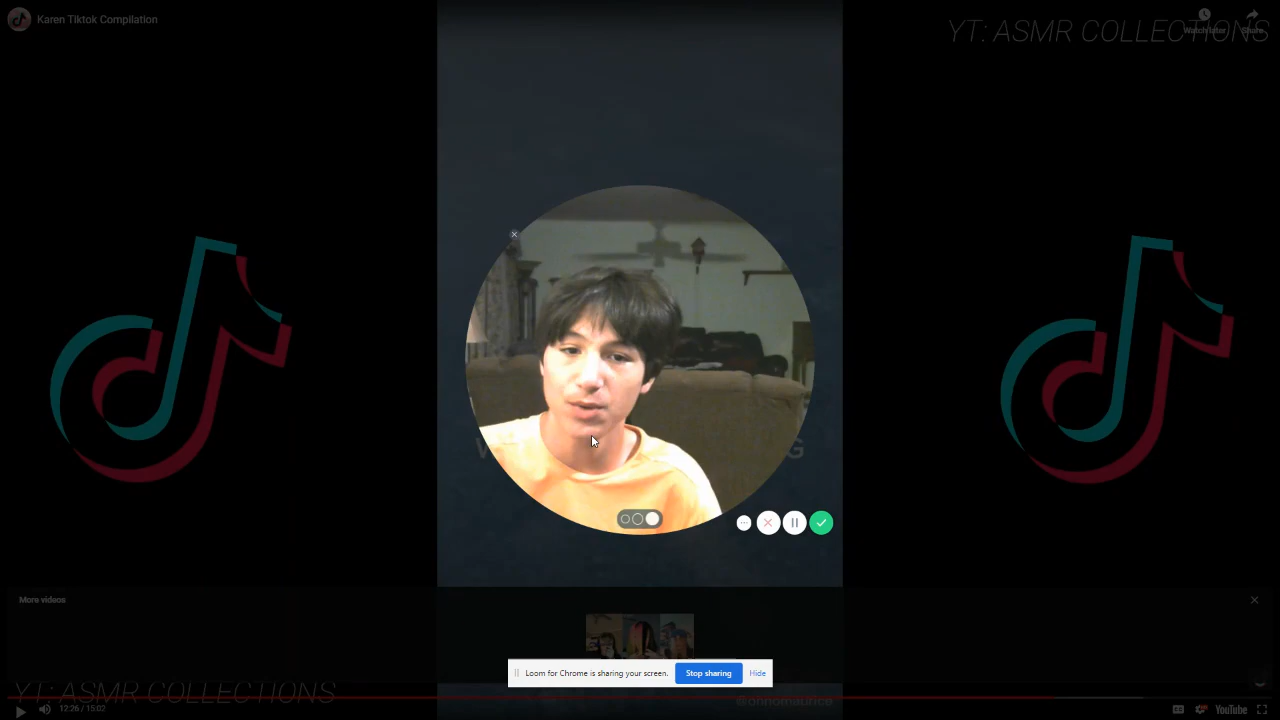 Karen Tiktok Compilation
YT: ASMR COLLECTIONS
Watch later
Share
W
G
More videos
Loom for Chrome is sharing your screen.
Stop sharing
Hide
YT: ASMR COLLECTIONS
@ohnomaurice
12:26 / 15:02
YouTube